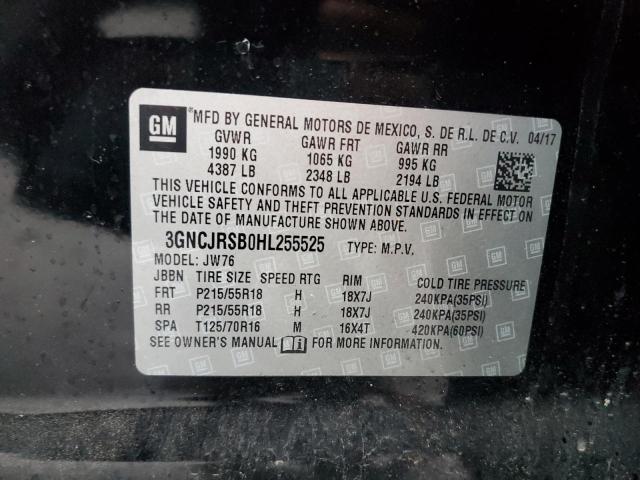 GM
®MFD BY GENERAL MOTORS DE MEXICO, S. DE R.L. DE C.V. 04/17
GVWR GAWR FRT GAWR RR
1990 KG 1065 KG 995 KG
4387 LB 2348 LB 2194 LB
THIS VEHICLE CONFORMS TO ALL APPLICABLE U.S. FEDERAL MOTOR
VEHICLE SAFETY AND THEFT PREVENTION STANDARDS IN EFFECT ON
THE DATE OF MANUFACTURE SHOWN ABOVE.
3GNCJRSB0HL255525 TYPE: M.P.V.
MODEL: JW76
JBBN TIRE SIZE SPEED RTG RIM COLD TIRE PRESSURE
FRT P215/55R18 H 18X7J 240KPA(35PSI)
RR P215/55R18 H 18X7J 240KPA(35PSI)
SPA T125/70R16 M 16X4T 420KPA(60PSI)
SEE OWNER'S MANUAL FOR MORE INFORMATION.